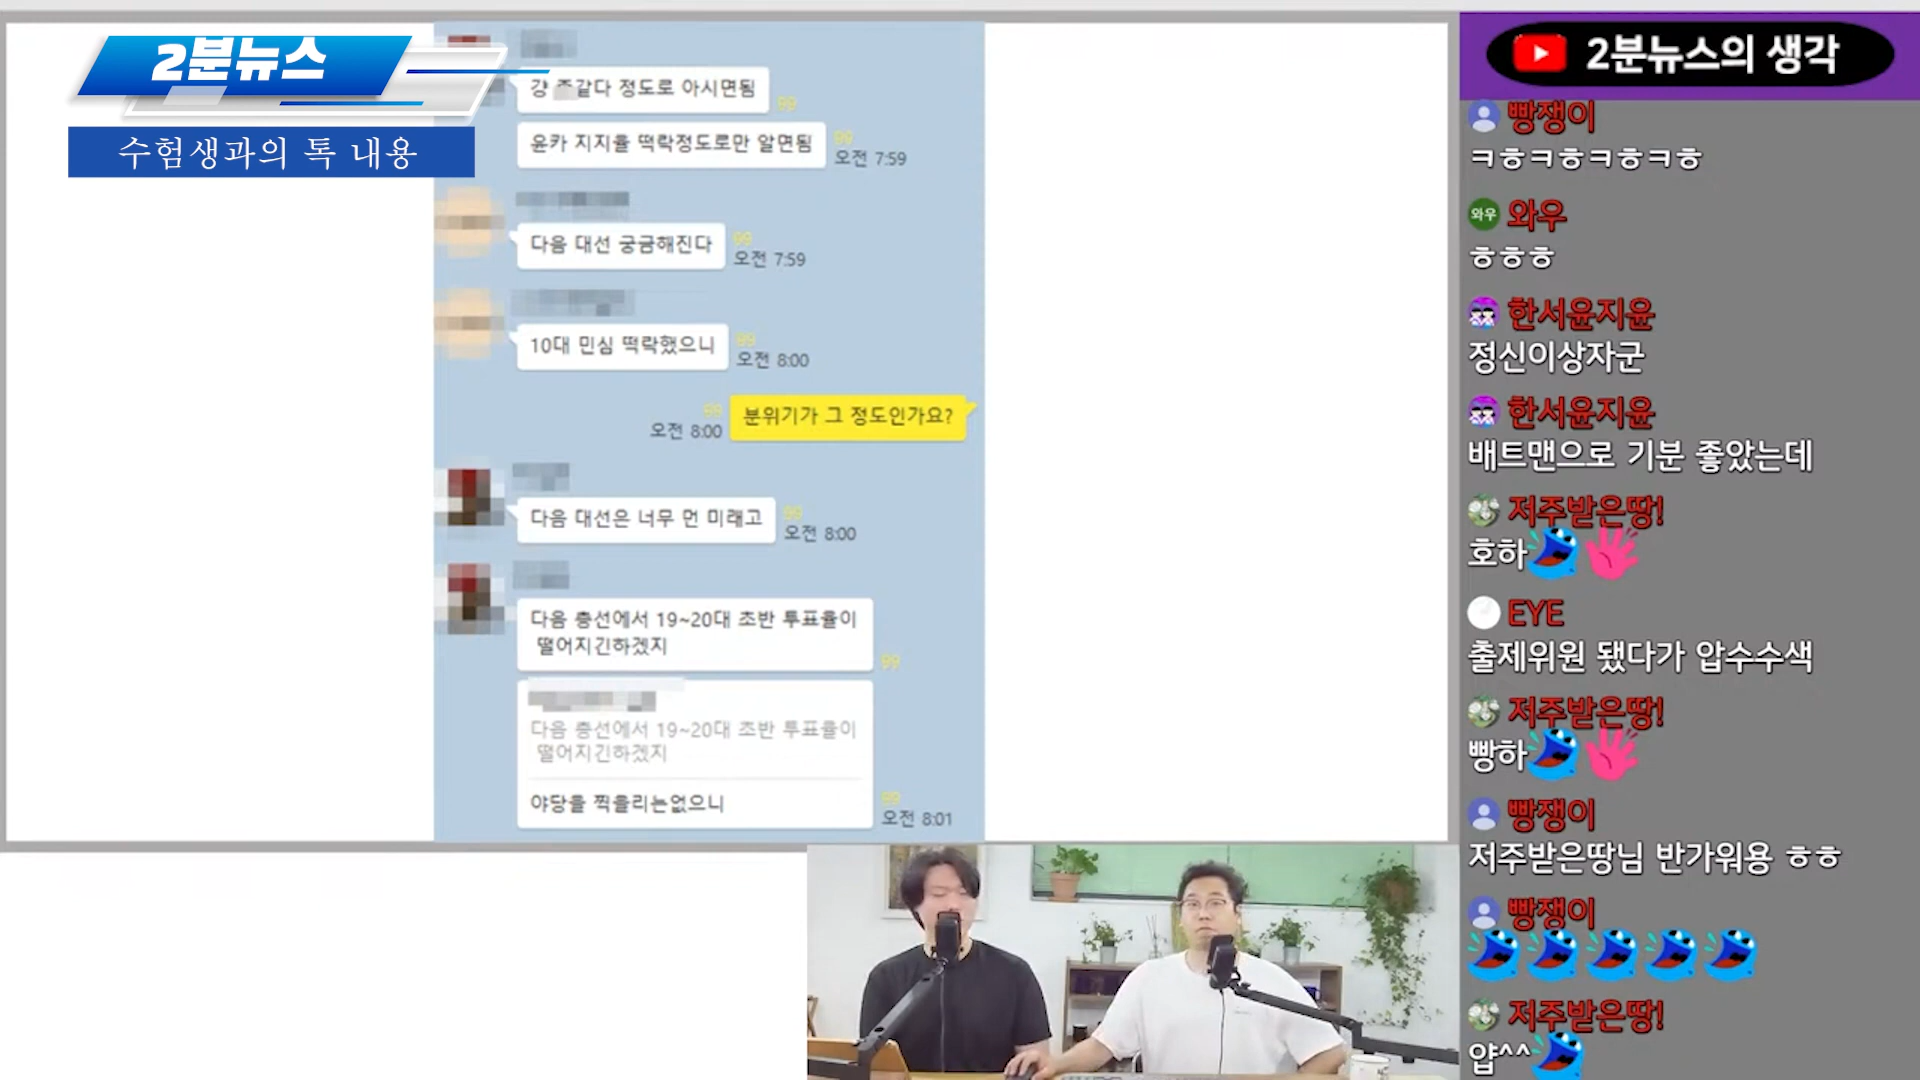 2분뉴스
수험생과의 톡 내용
걍 같다 정도로 아시면됨
99
윤카 지지율 떡락정도로만 알면됨
99
오전 7:59
다음 대선 궁금해진다
99
오전 7:59
10대 민심 떡락했으니
99
오전 8:00
분위기가 그 정도인가요?
99
오전 8:00
다음 대선은 너무 먼 미래고
99
오전 8:00
다음 총선에서 19~20대 초반 투표율이
떨어지긴하겠지
99
다음 총선에서 19~20대 초반 투표율이
떨어지긴하겠지
야당을 찍을리는없으니
99
오전 8:01
2분뉴스의 생각
빵쟁이
ㅋㅎㅋㅎㅋㅎㅋㅎ
와우 와우
ㅎㅎㅎ
한서윤지윤
정신이상자군
한서윤지윤
배트맨으로 기분 좋았는데
저주받은땅!
호하
EYE
출제위원 됐다가 압수수색
저주받은땅!
빵하
빵쟁이
저주받은땅님 반가워용 ㅎㅎ
빵쟁이
저주받은땅!
얍^^